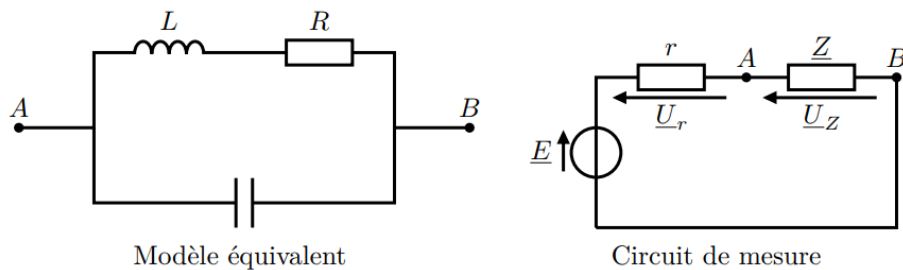 L
R
A
B
Modèle équivalent
r
A
Z
B
U_r
U_Z
E
Circuit de mesure